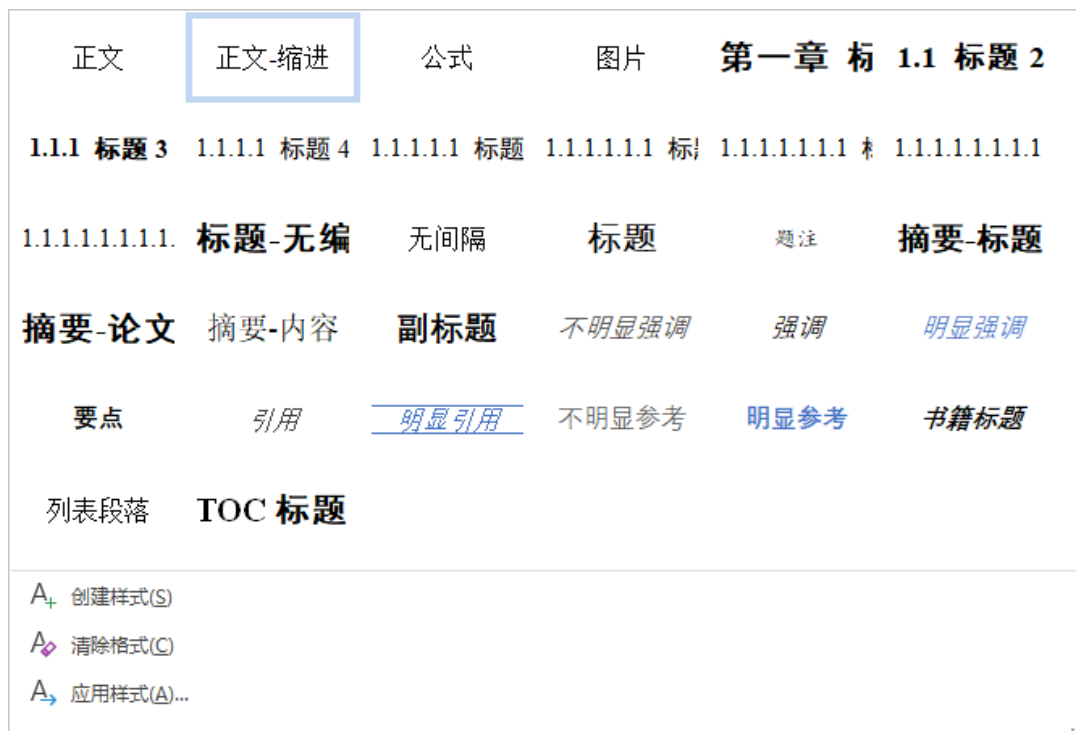 正文 正文-缩进 公式 图片 第一章 标 1.1 标题 2
1.1.1 标题 3 1.1.1.1 标题 4 1.1.1.1.1 标题 1.1.1.1.1.1 标 1.1.1.1.1.1.1 1.1.1.1.1.1.1.1
1.1.1.1.1.1.1.1. 标题-无编 无间隔 标题 题注 摘要-标题
摘要-论文 摘要-内容 副标题 不明显强调 强调 明显强调
要点 引用 明显引用 不明显参考 明显参考 书籍标题
列表段落 TOC 标题
创建样式(S)
清除格式(C)
应用样式(A)...